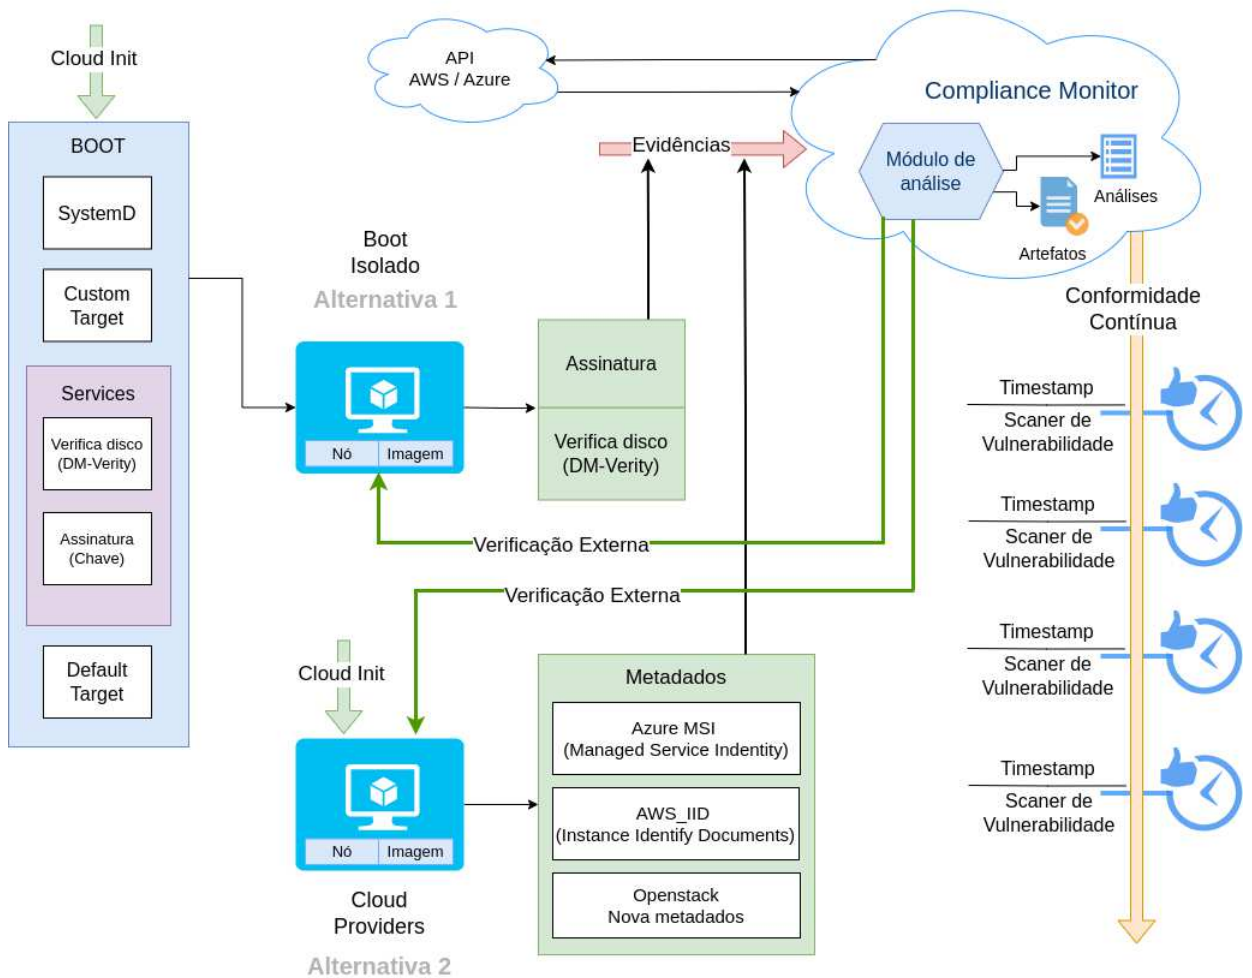 Cloud Init
BOOT
SystemD
Custom
Target
Services
Verifica disco
(DM-Verity)
Assinatura
(Chave)
Default
Target
API
AWS / Azure
Evidências
Compliance Monitor
Módulo de
análise
Análises
Artefatos
Boot
Isolado
Alternativa 1
Nó
Imagem
Assinatura
Verifica disco
(DM-Verity)
Verificação Externa
Verificação Externa
Cloud Init
Nó
Imagem
Cloud
Providers
Alternativa 2
Metadados
Azure MSI
(Managed Service Indentity)
AWS_IID
(Instance Identify Documents)
Openstack
Nova metadados
Conformidade
Contínua
Timestamp
Scaner de
Vulnerabilidade
Timestamp
Scaner de
Vulnerabilidade
Timestamp
Scaner de
Vulnerabilidade
Timestamp
Scaner de
Vulnerabilidade